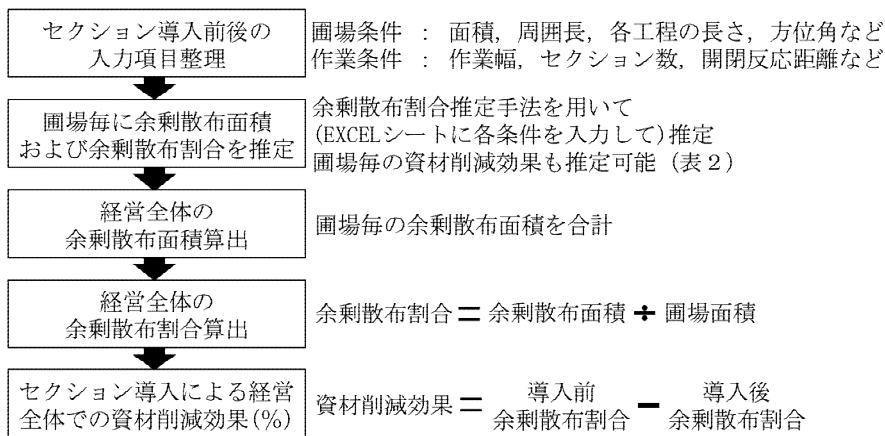 セクション導入前後の
入力項目整理
圃場条件 : 面積, 周囲長, 各工程の長さ, 方位角など
作業条件 : 作業幅, セクション数, 開閉反応距離など
圃場毎に余剰散布面積
および余剰散布割合を推定
余剰散布割合推定手法を用いて
(EXCELシートに各条件を入力して)推定
圃場毎の資材削減効果も推定可能 (表2)
経営全体の
余剰散布面積算出
圃場毎の余剰散布面積を合計
経営全体の
余剰散布割合算出
余剰散布割合 = 余剰散布面積 ÷ 圃場面積
セクション導入による経営
全体での資材削減効果(%)
資材削減効果 = 導入前 余剰散布割合 − 導入後 余剰散布割合